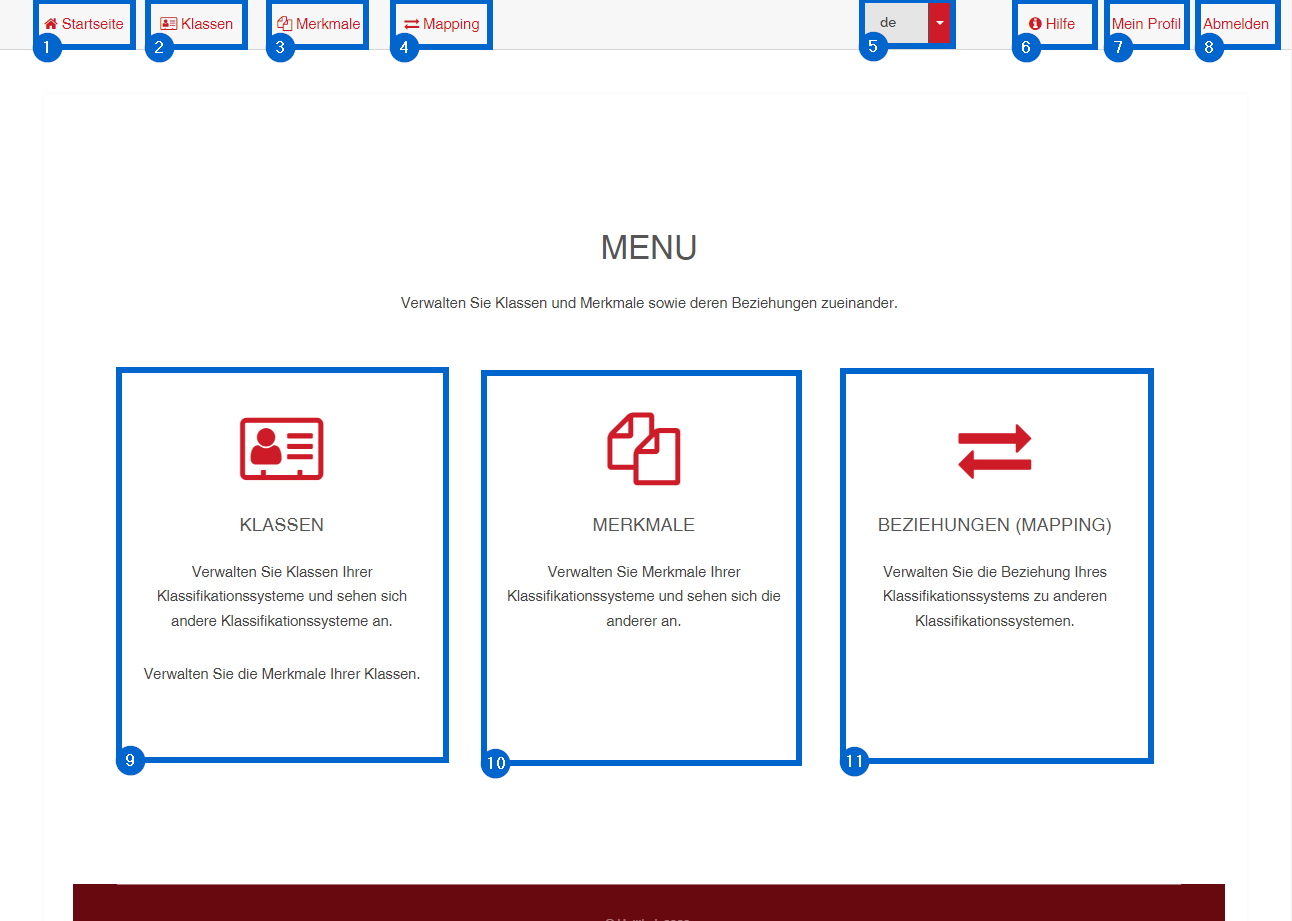 Startseite Klassen Merkmale Mapping de Hilfe Mein Profil Abmelden
1 2 3 4 5 6 7 8
MENU
Verwalten Sie Klassen und Merkmale sowie deren Beziehungen zueinander.
KLASSEN
Verwalten Sie Klassen Ihrer
Klassifikationssysteme und sehen sich
andere Klassifikationssysteme an.
Verwalten Sie die Merkmale Ihrer Klassen.
9
MERKMALE
Verwalten Sie Merkmale Ihrer
Klassifikationssysteme und sehen sich die
anderer an.
10
BEZIEHUNGEN (MAPPING)
Verwalten Sie die Beziehung Ihres
Klassifikationssystems zu anderen
Klassifikationssystemen.
11